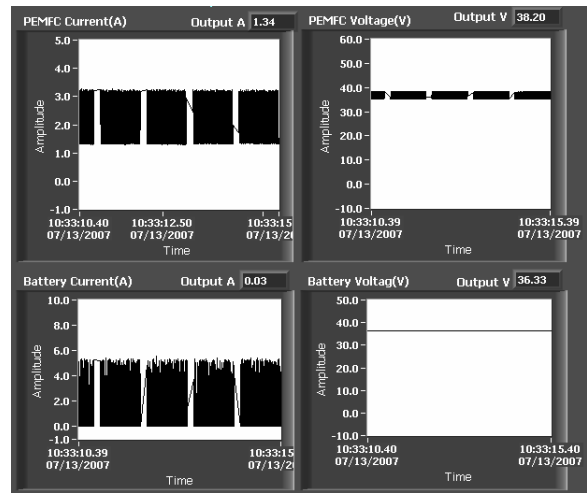 PEMFC Current(A) Output A 1.34
5.0
4.0
3.0
2.0
1.0
0.0
-1.0
Amplitude
10:33:10.40 10:33:12.50 10:33:15
07/13/2007 07/13/2007 07/13/2
Time
PEMFC Voltage(V) Output V 38.20
60.0
50.0
40.0
30.0
20.0
10.0
0.0
-10.0
Amplitude
10:33:10.39 10:33:15.39
07/13/2007 07/13/2007
Time
Battery Current(A) Output A 0.03
10.0
8.0
6.0
4.0
2.0
0.0
-1.0
Amplitude
10:33:10.39 10:33:15
07/13/2007 07/13/2
Time
Battery Voltag(V) Output V 36.33
50.0
40.0
30.0
20.0
10.0
0.0
-10.0
Amplitude
10:33:10.40 10:33:15.40
07/13/2007 07/13/2007
Time